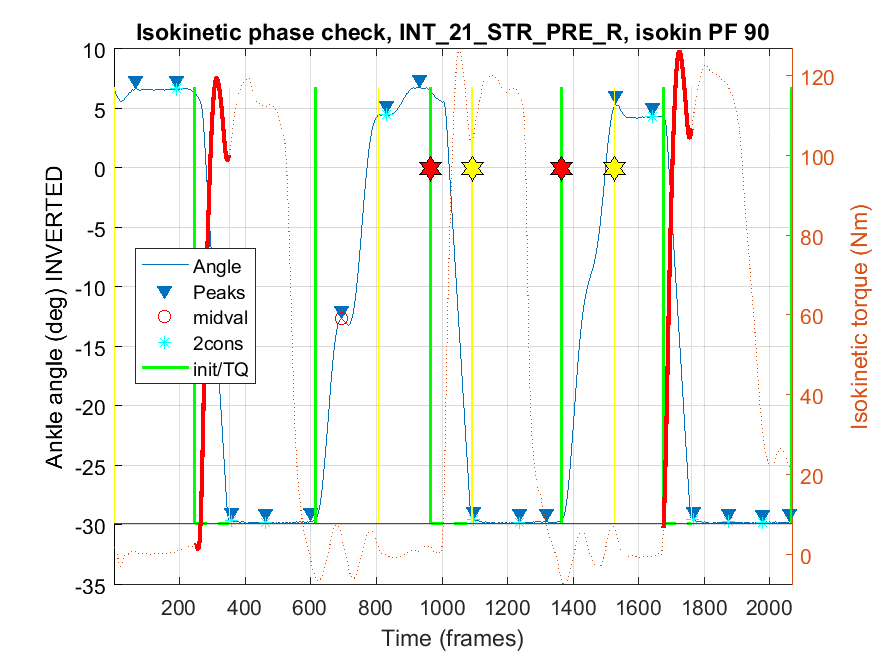 Isokinetic phase check, INT_21_STR_PRE_R, isokin PF 90
10
5
0
-5
-10
-15
-20
-25
-30
-35
Ankle angle (deg) INVERTED
Angle
Peaks
midval
2cons
init/TQ
120
100
80
60
40
20
0
Isokinetic torque (Nm)
200 400 600 800 1000 1200 1400 1600 1800 2000
Time (frames)